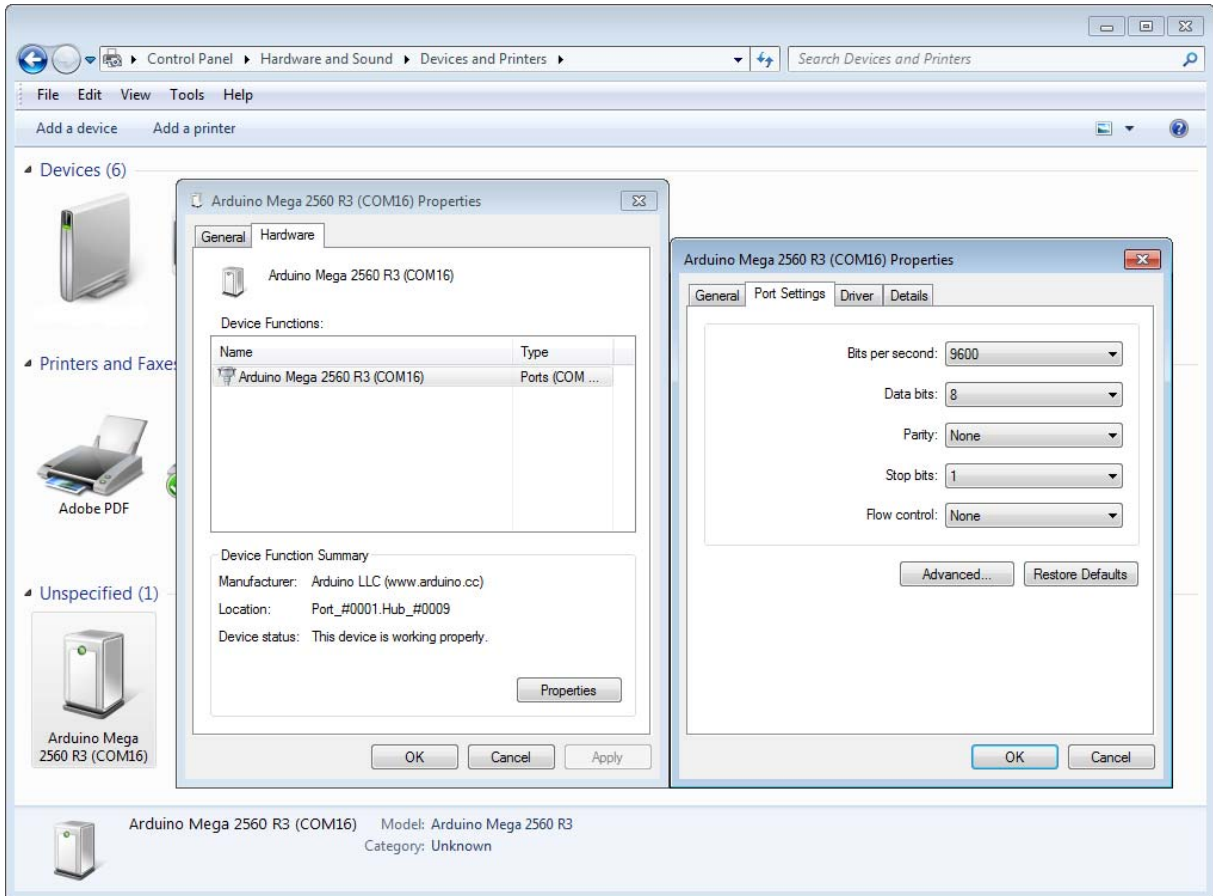 Control Panel Hardware and Sound Devices and Printers Search Devices and Printers
File Edit View Tools Help
Add a device Add a printer
Devices (6)
Printers and Faxes
Adobe PDF
Unspecified (1)
Arduino Mega
2560 R3 (COM16)
Arduino Mega 2560 R3 (COM16) Properties
General Hardware
Arduino Mega 2560 R3 (COM16)
Device Functions:
Name Type
Arduino Mega 2560 R3 (COM16) Ports (COM ...
Device Function Summary
Manufacturer: Arduino LLC (www.arduino.cc)
Location: Port_#0001.Hub_#0009
Device status: This device is working properly.
Properties
OK Cancel Apply
Arduino Mega 2560 R3 (COM16) Properties
General Port Settings Driver Details
Bits per second: 9600
Data bits: 8
Parity: None
Stop bits: 1
Flow control: None
Advanced... Restore Defaults
OK Cancel
Arduino Mega 2560 R3 (COM16) Model: Arduino Mega 2560 R3
Category: Unknown